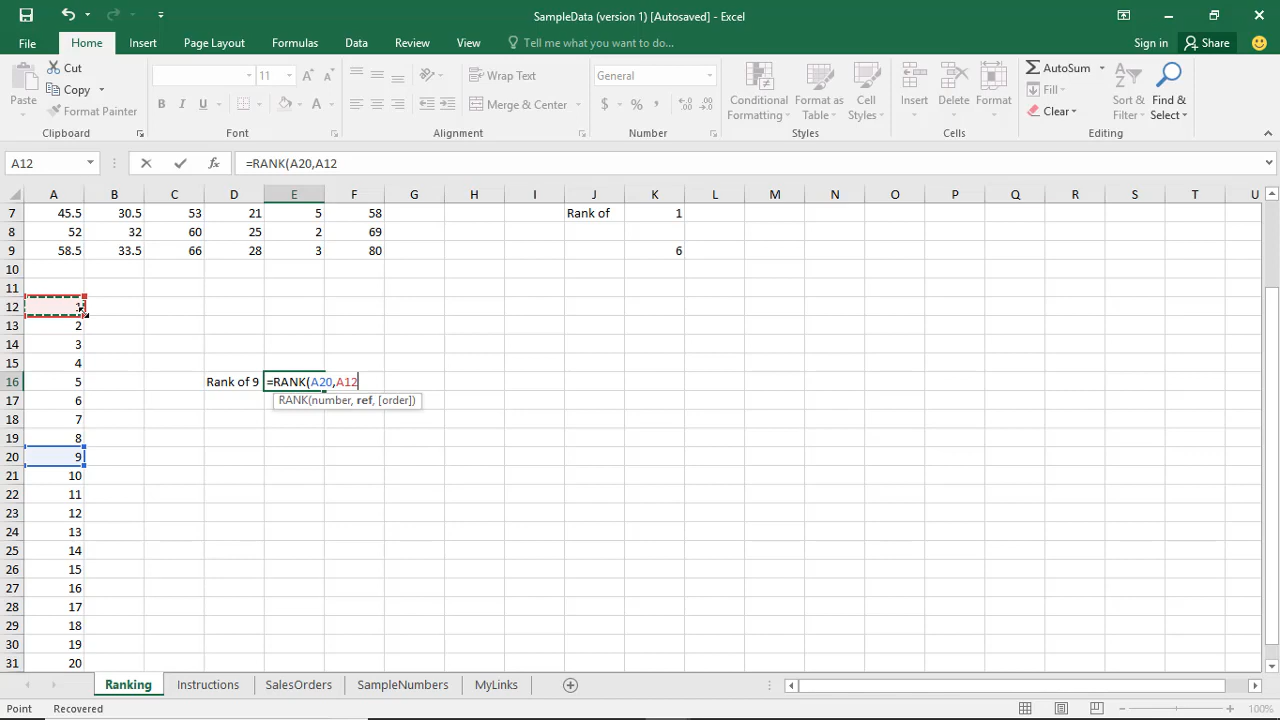 SampleData (version 1) [Autosaved] - Excel
File Home Insert Page Layout Formulas Data Review View Tell me what you want to do... Sign in Share
Cut
Copy
Format Painter
Paste
Clipboard
11
B I U
Font
Wrap Text
Merge & Center
Alignment
General
$ % ,
Number
Conditional Formatting
Format as Table
Cell Styles
Styles
Insert Delete Format
Cells
AutoSum
Fill
Clear
Sort & Filter
Find & Select
Editing
A12 fx =RANK(A20,A12
A B C D E F G H I J K L M N O P Q R S T U
7 45.5 30.5 53 21 5 58 Rank of 1
8 52 32 60 25 2 69
9 58.5 33.5 66 28 3 80 6
10
11
12
13 2
14 3
15 4
16 5 Rank of 9 =RANK(A20,A12
17 6 RANK(number, ref, [order])
18 7
19 8
20 9
21 10
22 11
23 12
24 13
25 14
26 15
27 16
28 17
29 18
30 19
31 20
Ranking Instructions SalesOrders SampleNumbers MyLinks
Point Recovered 100%